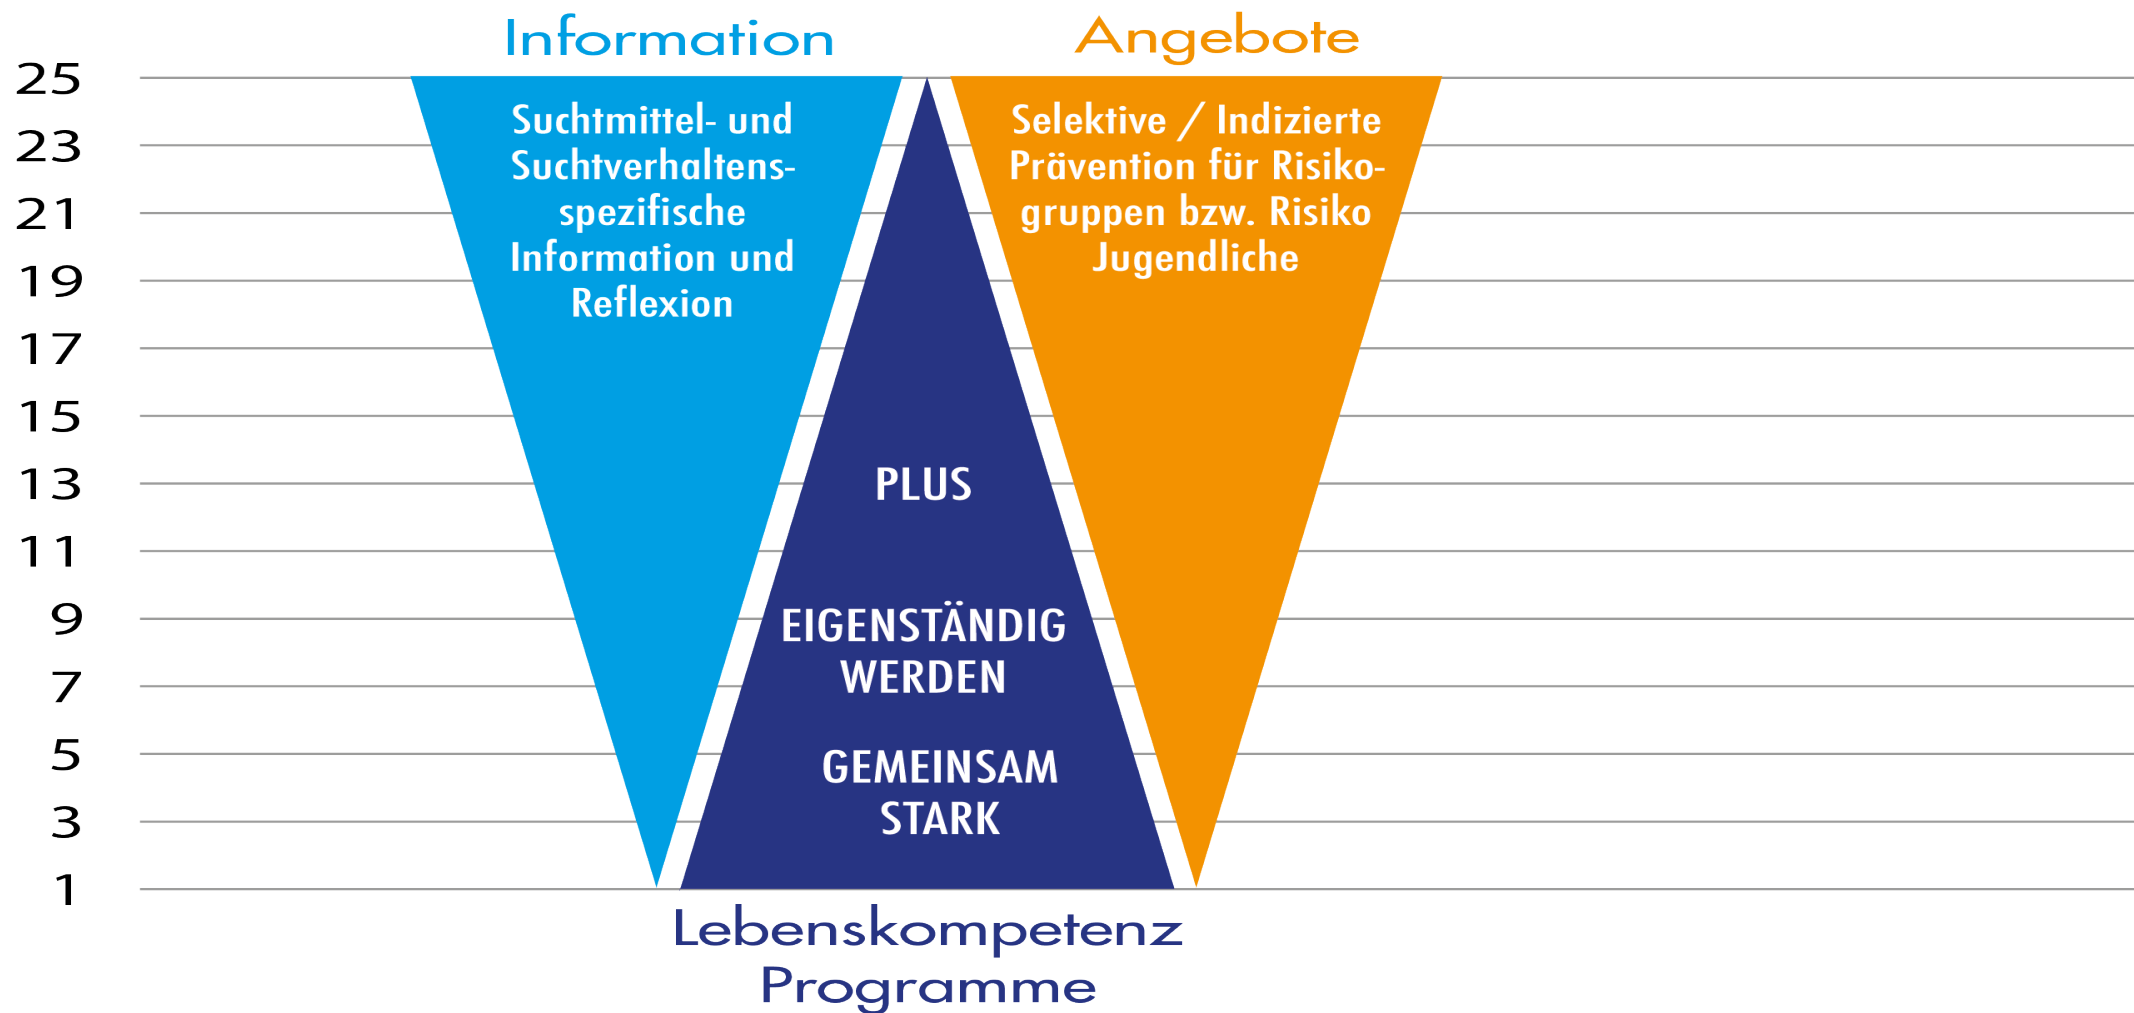 Information
Angebote
25
23
21
19
17
15
13
11
9
7
5
3
1
Suchtmittel- und
Suchtverhaltens-
spezifische
Information und
Reflexion
Selektive / Indizierte
Prävention für Risiko-
gruppen bzw. Risiko
Jugendliche
PLUS
EIGENSTÄNDIG
WERDEN
GEMEINSAM
STARK
Lebenskompetenz
Programme